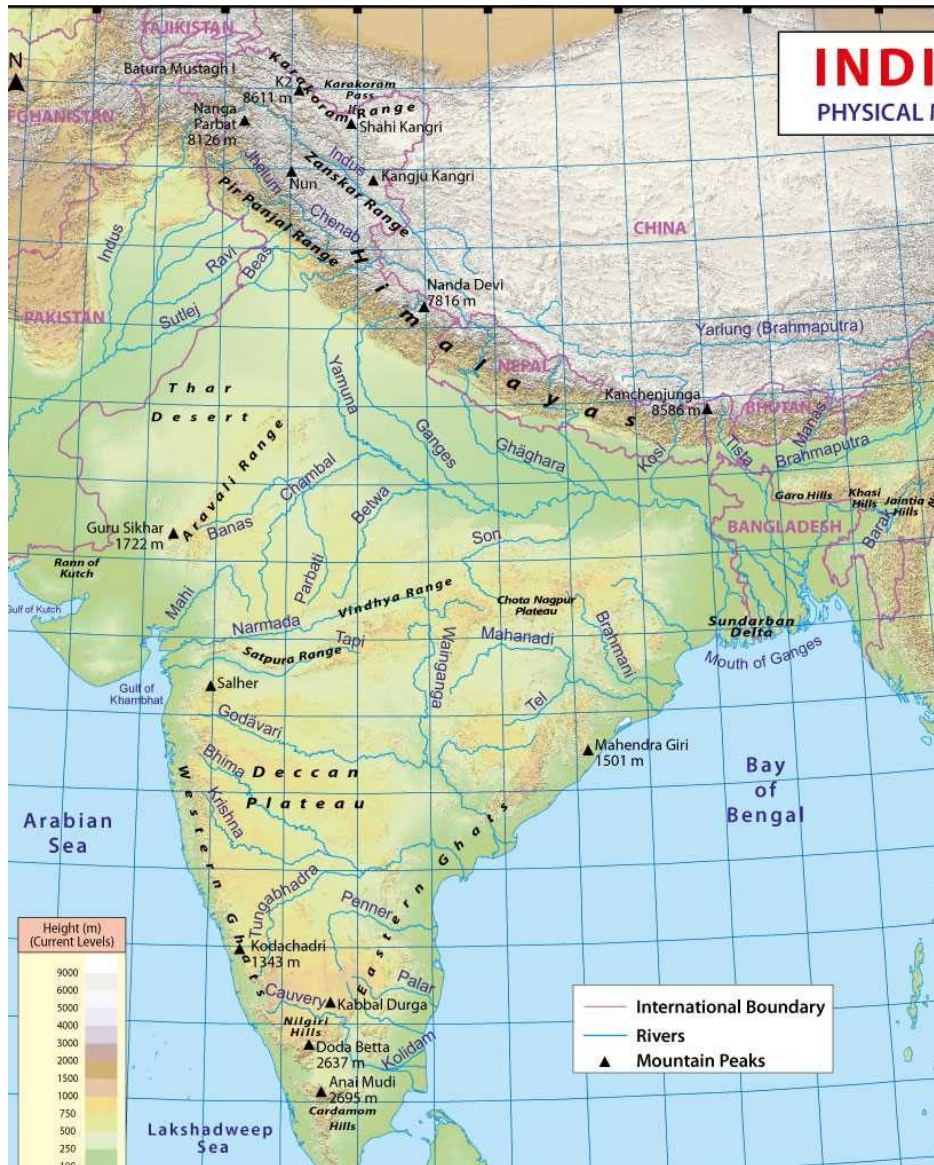 INDI
PHYSICAL
N
TAJIKISTAN
Batura Mustagh I
K2
8611 m
Karakoram
Pass
Karakoram Range
Shahi Kangri
Nanga
Parbat
8126 m
FGHANISTAN
Jhelum
Nun
Indus
Zanskar Range
Kangju Kangri
Pir Panjal Range
Chenab
CHINA
Indus
Ravi
Beas
Sutlej
PAKISTAN
Himalayas
Nanda Devi
7816 m
Yarlung (Brahmaputra)
NEPAL
Kanchenjunga
8586 m
BHUTAN
Manas
Thar
Desert
Yamuna
Ganges
Ghäghara
Kosi
Tista
Brahmaputra
Aravali Range
Chambal
Banas
Betwa
Guru Sikhar
1722 m
Garo Hills
Khasi
Hills
Jaintia
Hills
BANGLADESH
Barak
Son
Rann of
Kutch
Gulf of Kutch
Mahi
Parbati
Vindhya Range
Chota Nagpur
Plateau
Narmada
Tapi
Satpura Range
Wainganga
Mahanadi
Brahmani
Sundarban
Delta
Mouth of Ganges
Gulf of
Khambhat
Salher
Godävari
Tel
Mahendra Giri
1501 m
Bhima
Deccan
Plateau
Krishna
Western Ghats
Eastern Ghats
Bay
of
Bengal
Arabian
Sea
Tungabhadra
Penner
Kodachadri
1343 m
Palar
Cauvery
Kabbal Durga
Nilgiri
Hills
Doda Betta
2637 m
Kolidam
Anai Mudi
2695 m
Cardamom
Hills
Lakshadweep
Sea
Height (m)
(Current Levels)
9000
6000
5000
4000
3000
2000
1500
1000
750
500
250
100
International Boundary
Rivers
Mountain Peaks